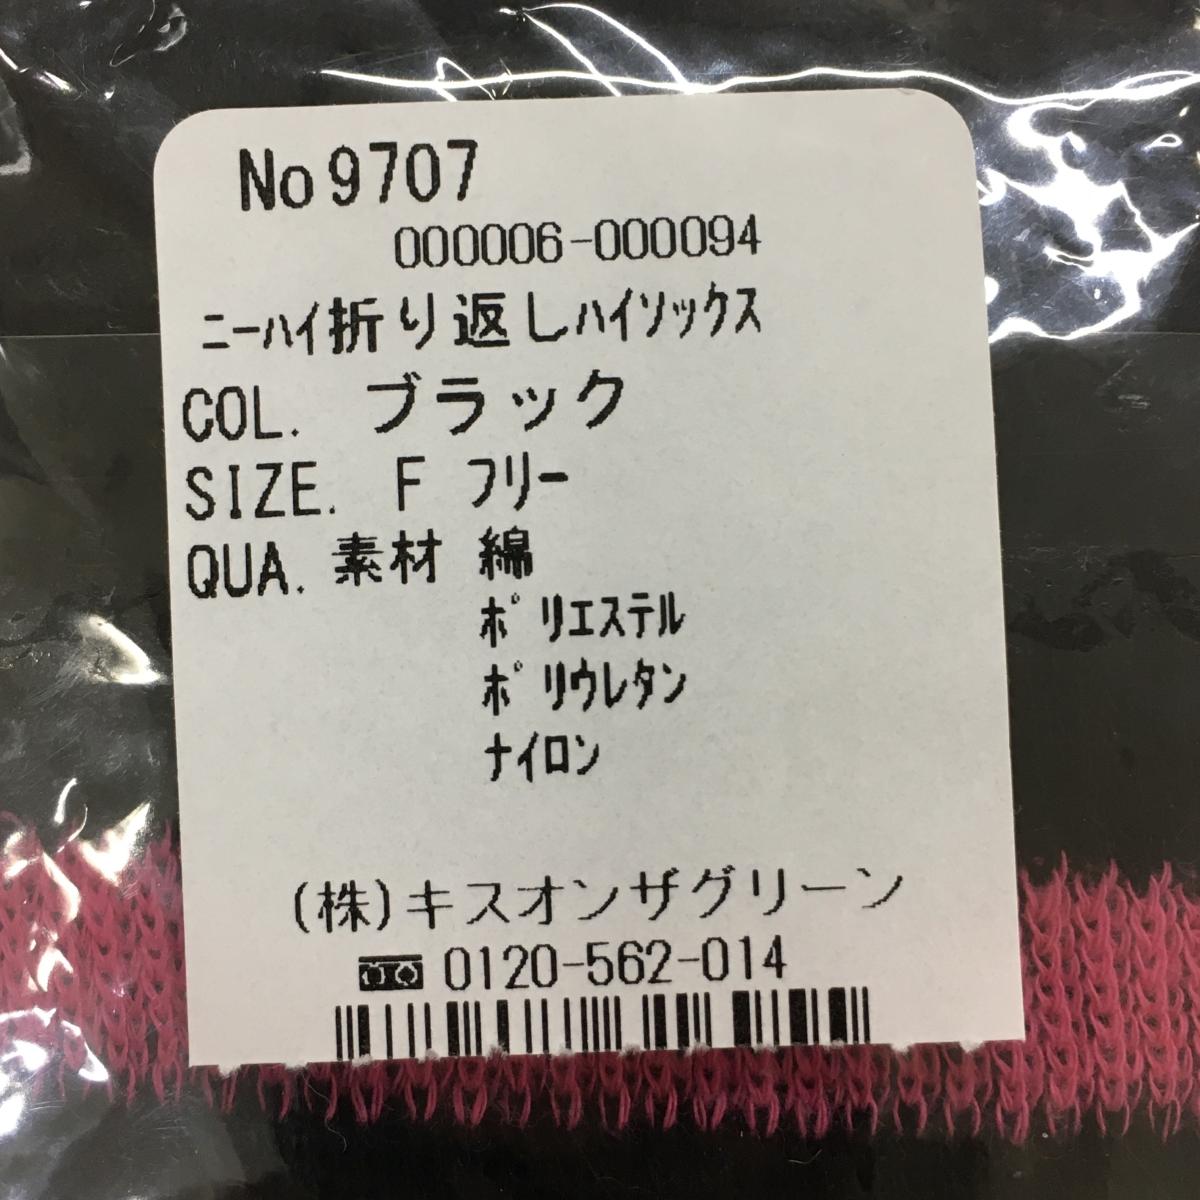 No9707
000006-000094
ﾆｰﾊｲ折り返しﾊｲｿｯｸｽ
COL. ブラック
SIZE. F ﾌﾘｰ
QUA. 素材 綿
ﾎﾟﾘｴｽﾃﾙ
ﾎﾟﾘｳﾚﾀﾝ
ﾅｲﾛﾝ
(株)キスオンザグリーン
0120-562-014